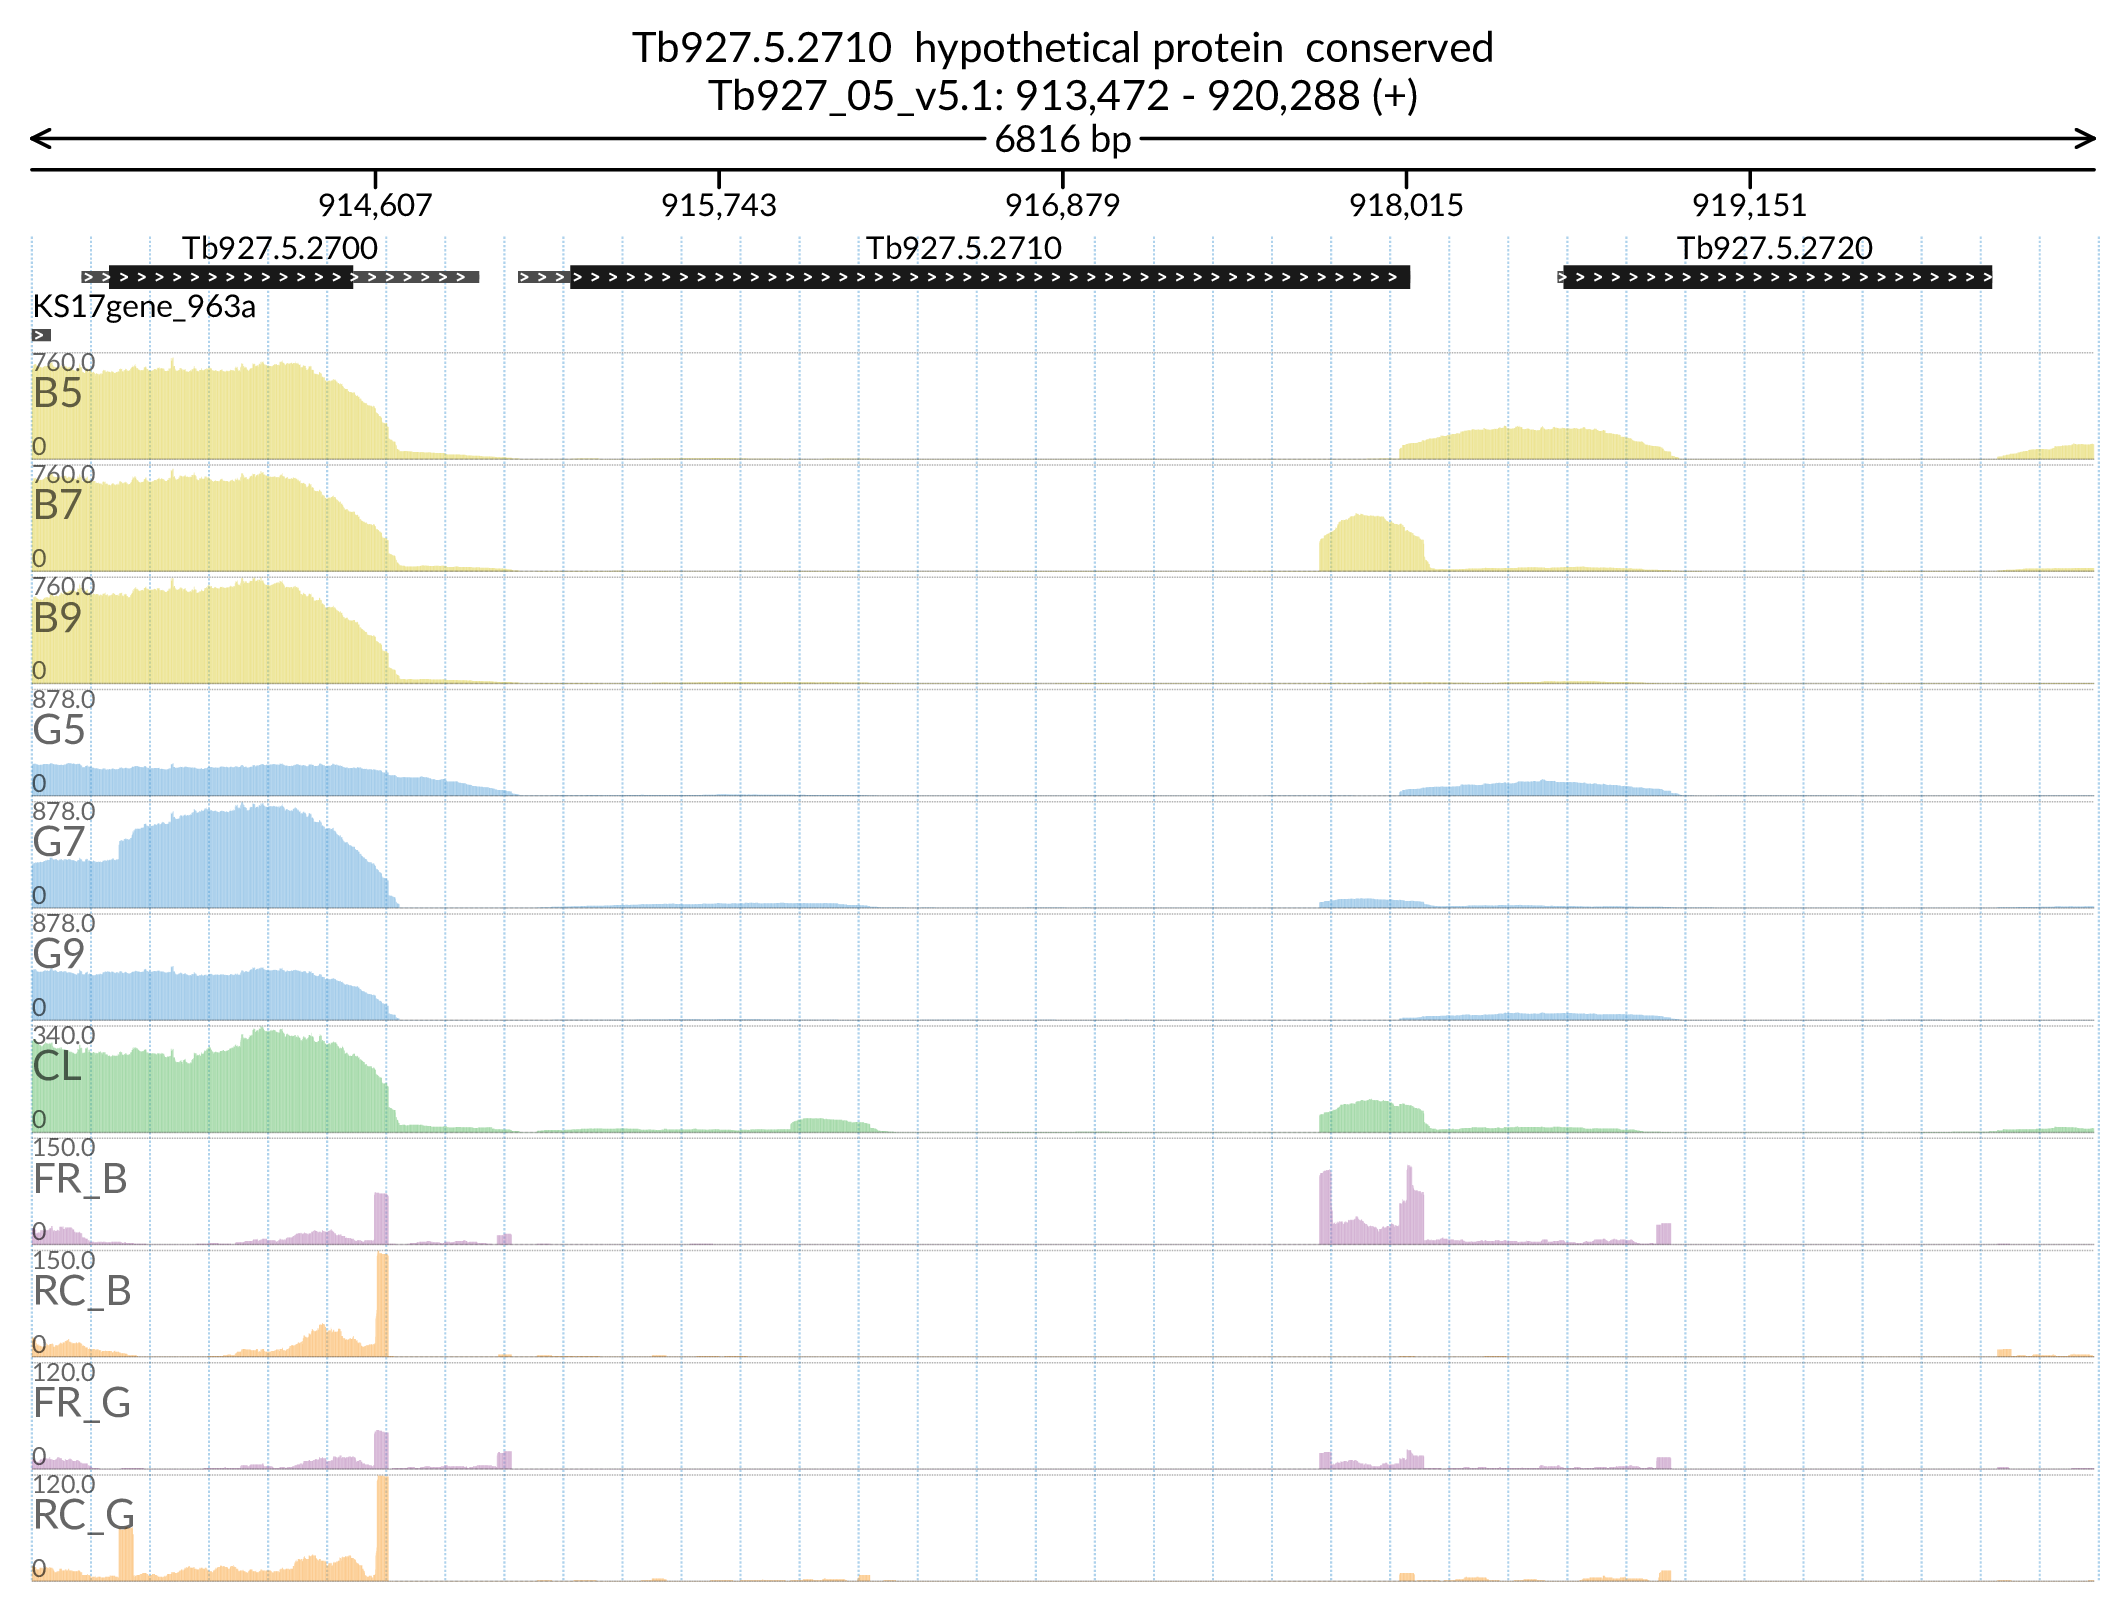 Tb927.5.2710 hypothetical protein conserved
Tb927_05_v5.1: 913,472 - 920,288 (+)
6816 bp
914,607 915,743 916,879 918,015 919,151
Tb927.5.2700 Tb927.5.2710 Tb927.5.2720
KS17gene_963a
760.0
B5
0
760.0
B7
0
760.0
B9
0
878.0
G5
0
878.0
G7
0
878.0
G9
0
340.0
CL
0
150.0
FR_B
0
150.0
RC_B
0
120.0
FR_G
0
120.0
RC_G
0